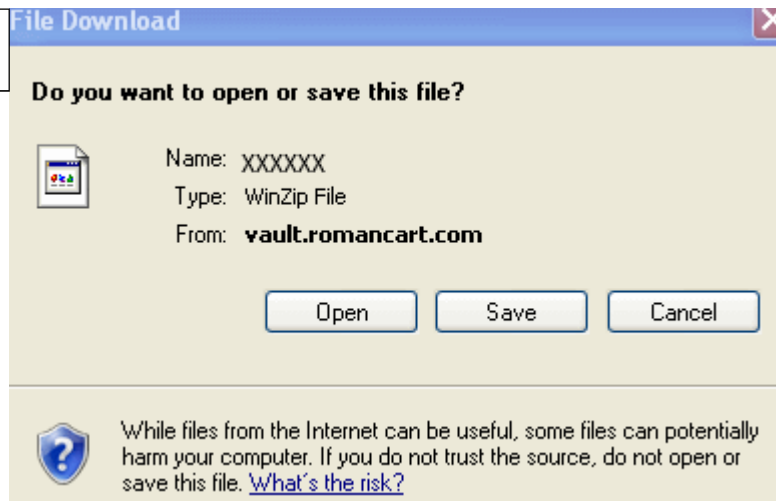 File Download
Do you want to open or save this file?
Name: XXXXXX
Type: WinZip File
From: vault.romancart.com
Open Save Cancel
While files from the Internet can be useful, some files can potentially
harm your computer. If you do not trust the source, do not open or
save this file. What's the risk?